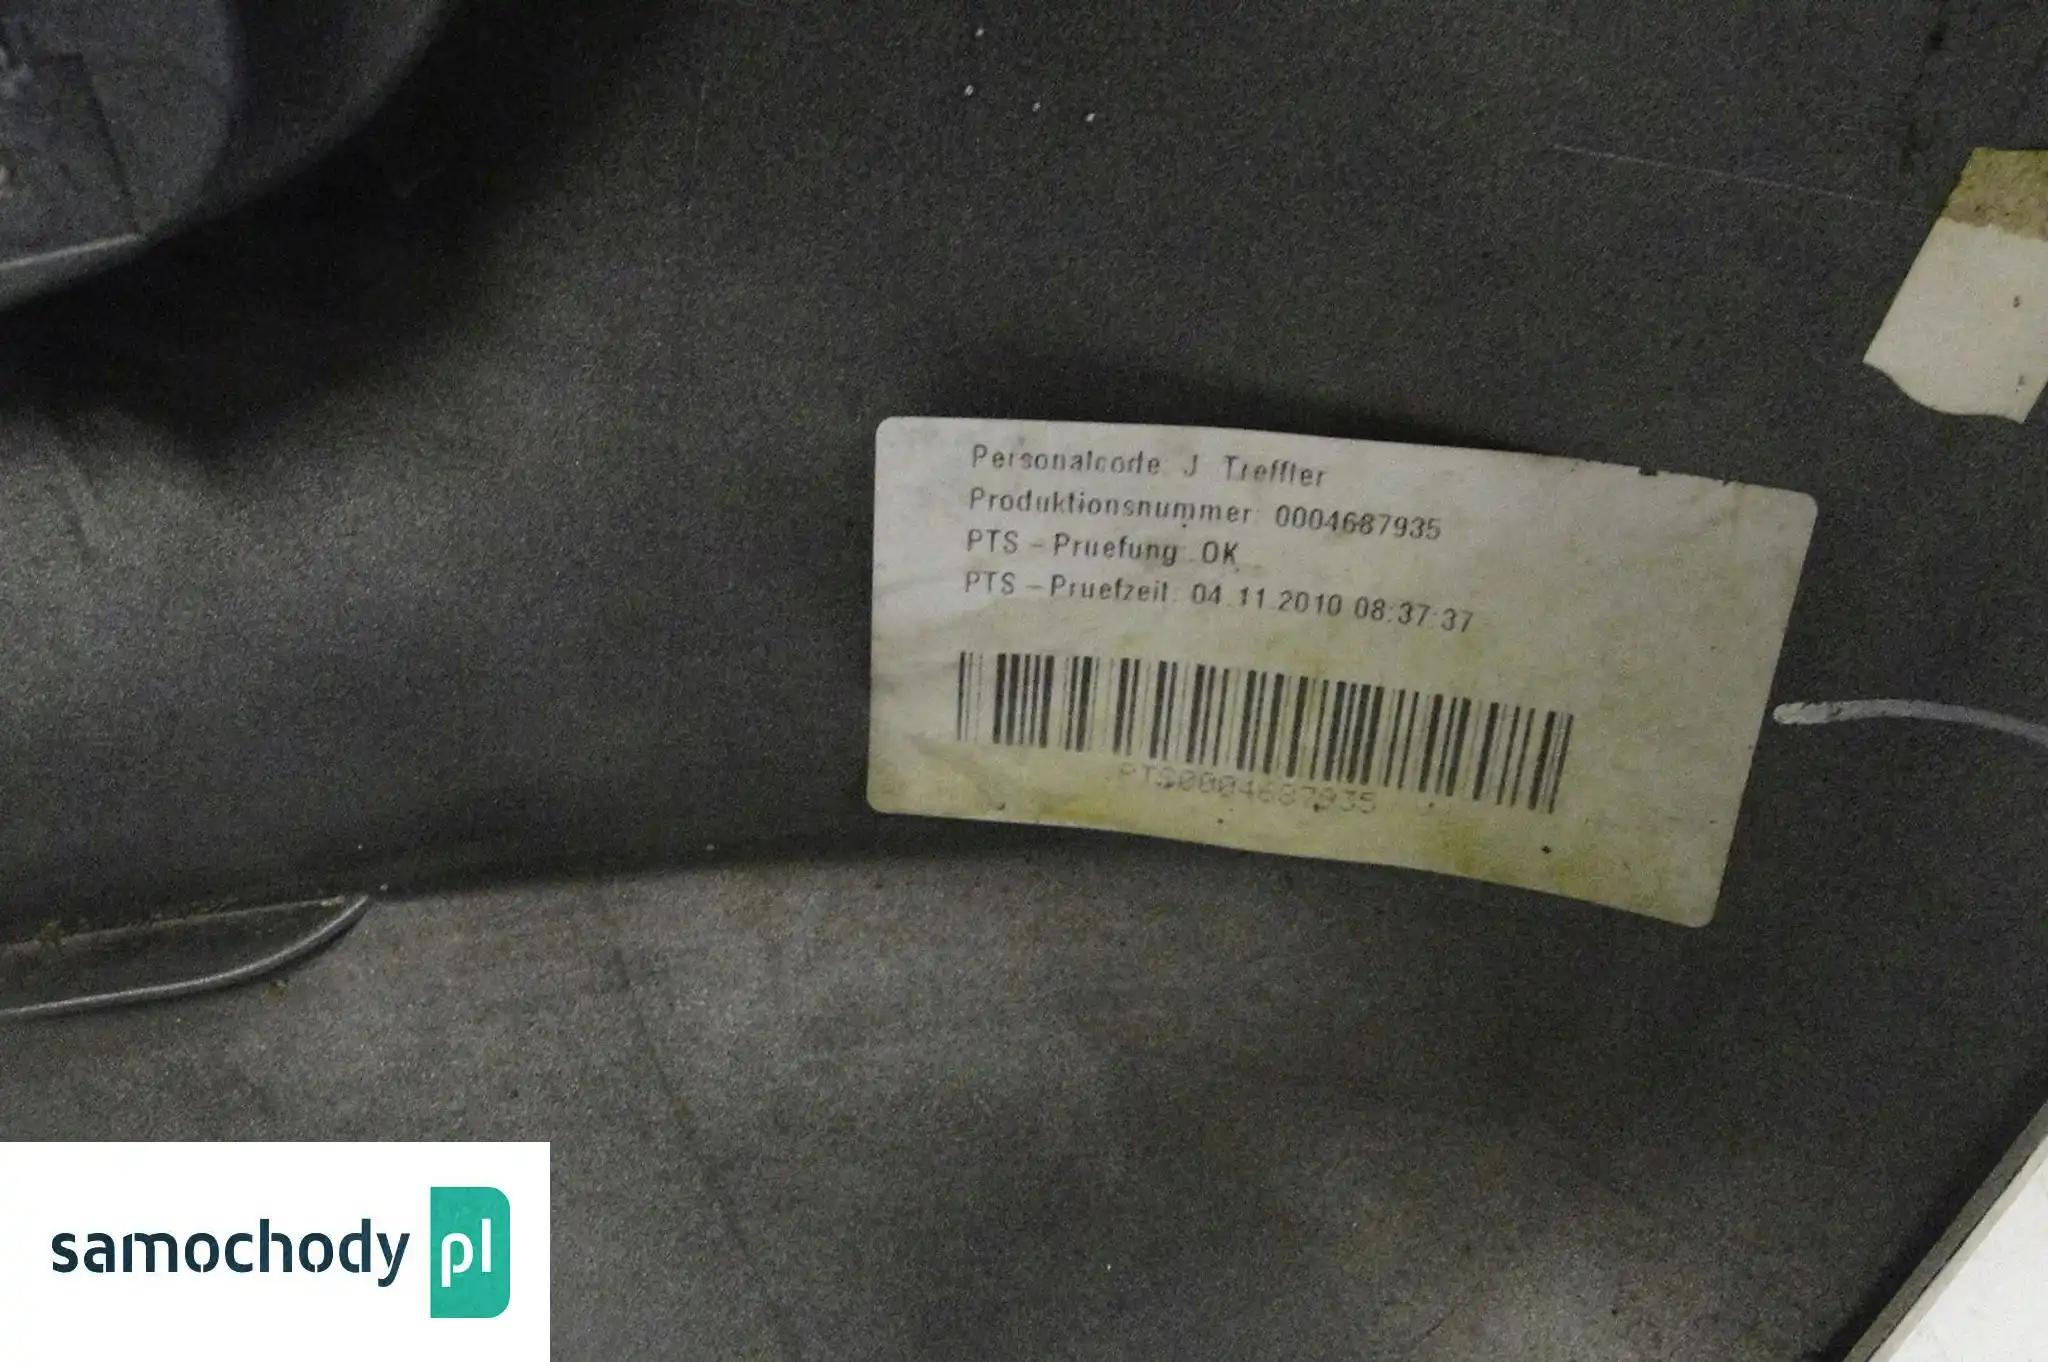 Personalcode: J. Treffler
Produktionsnummer: 0004687935
PTS - Pruefung: OK
PTS - Pruefzeit: 04.11.2010 08:37:37
PTS0004687935
samochody pl